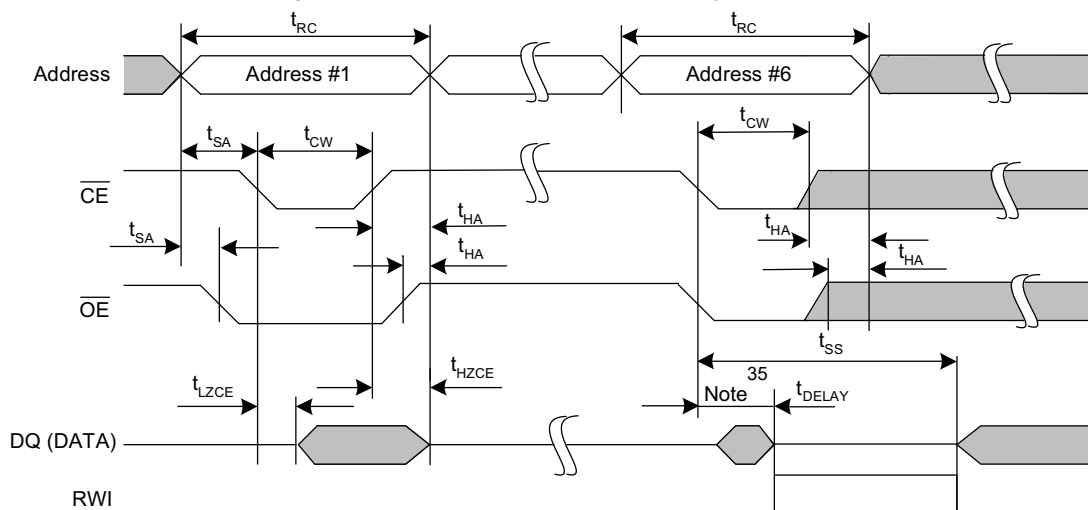 tRC tRC
Address Address #1 Address #6
tCW
tSA tCW
CE
tHA
tSA tHA
tHA tHA
OE
tSS
tHZCE 35
tLZCE Note tDELAY
DQ (DATA)
RWI